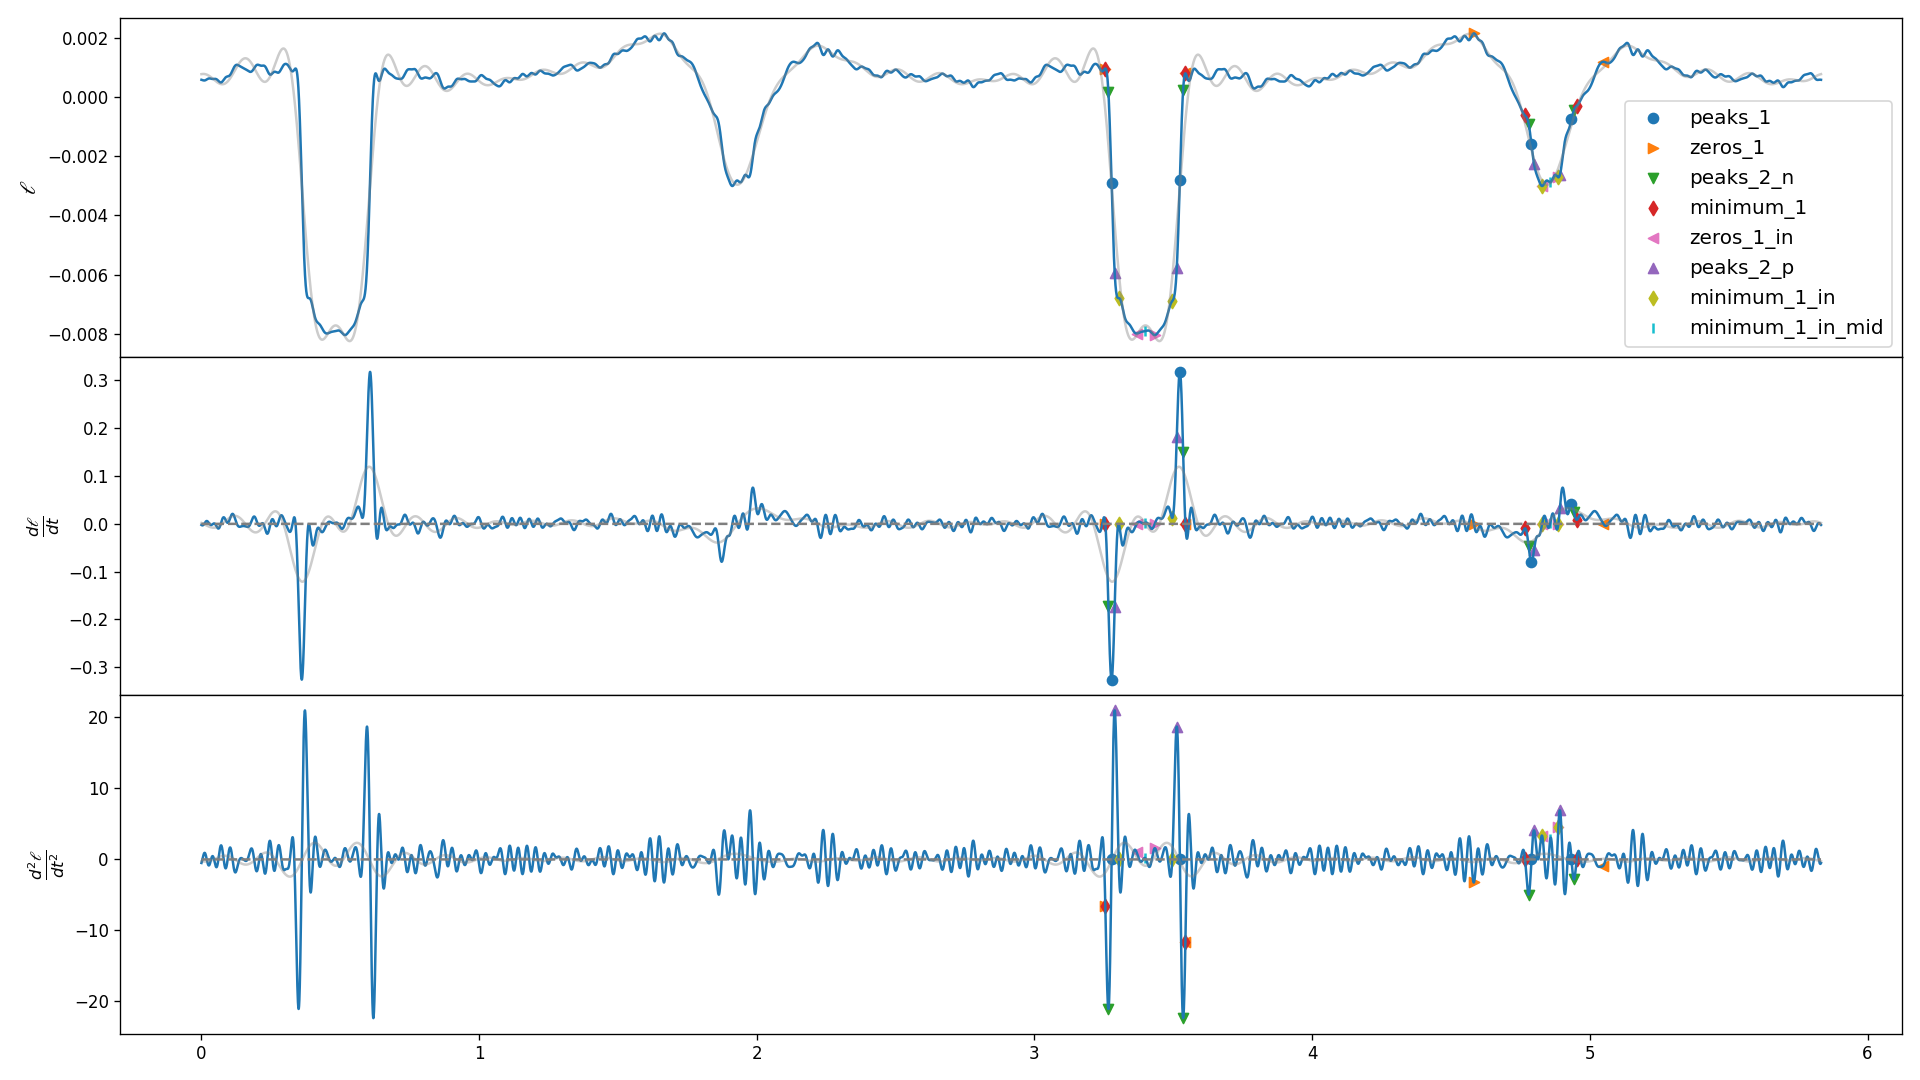 0.002
0.000
−0.002
−0.004
−0.006
−0.008
ℓ
peaks_1
zeros_1
peaks_2_n
minimum_1
zeros_1_in
peaks_2_p
minimum_1_in
minimum_1_in_mid
0.3
0.2
0.1
0.0
−0.1
−0.2
−0.3
dℓ
dt
20
10
0
−10
−20
d²ℓ
dt²
0 1 2 3 4 5 6